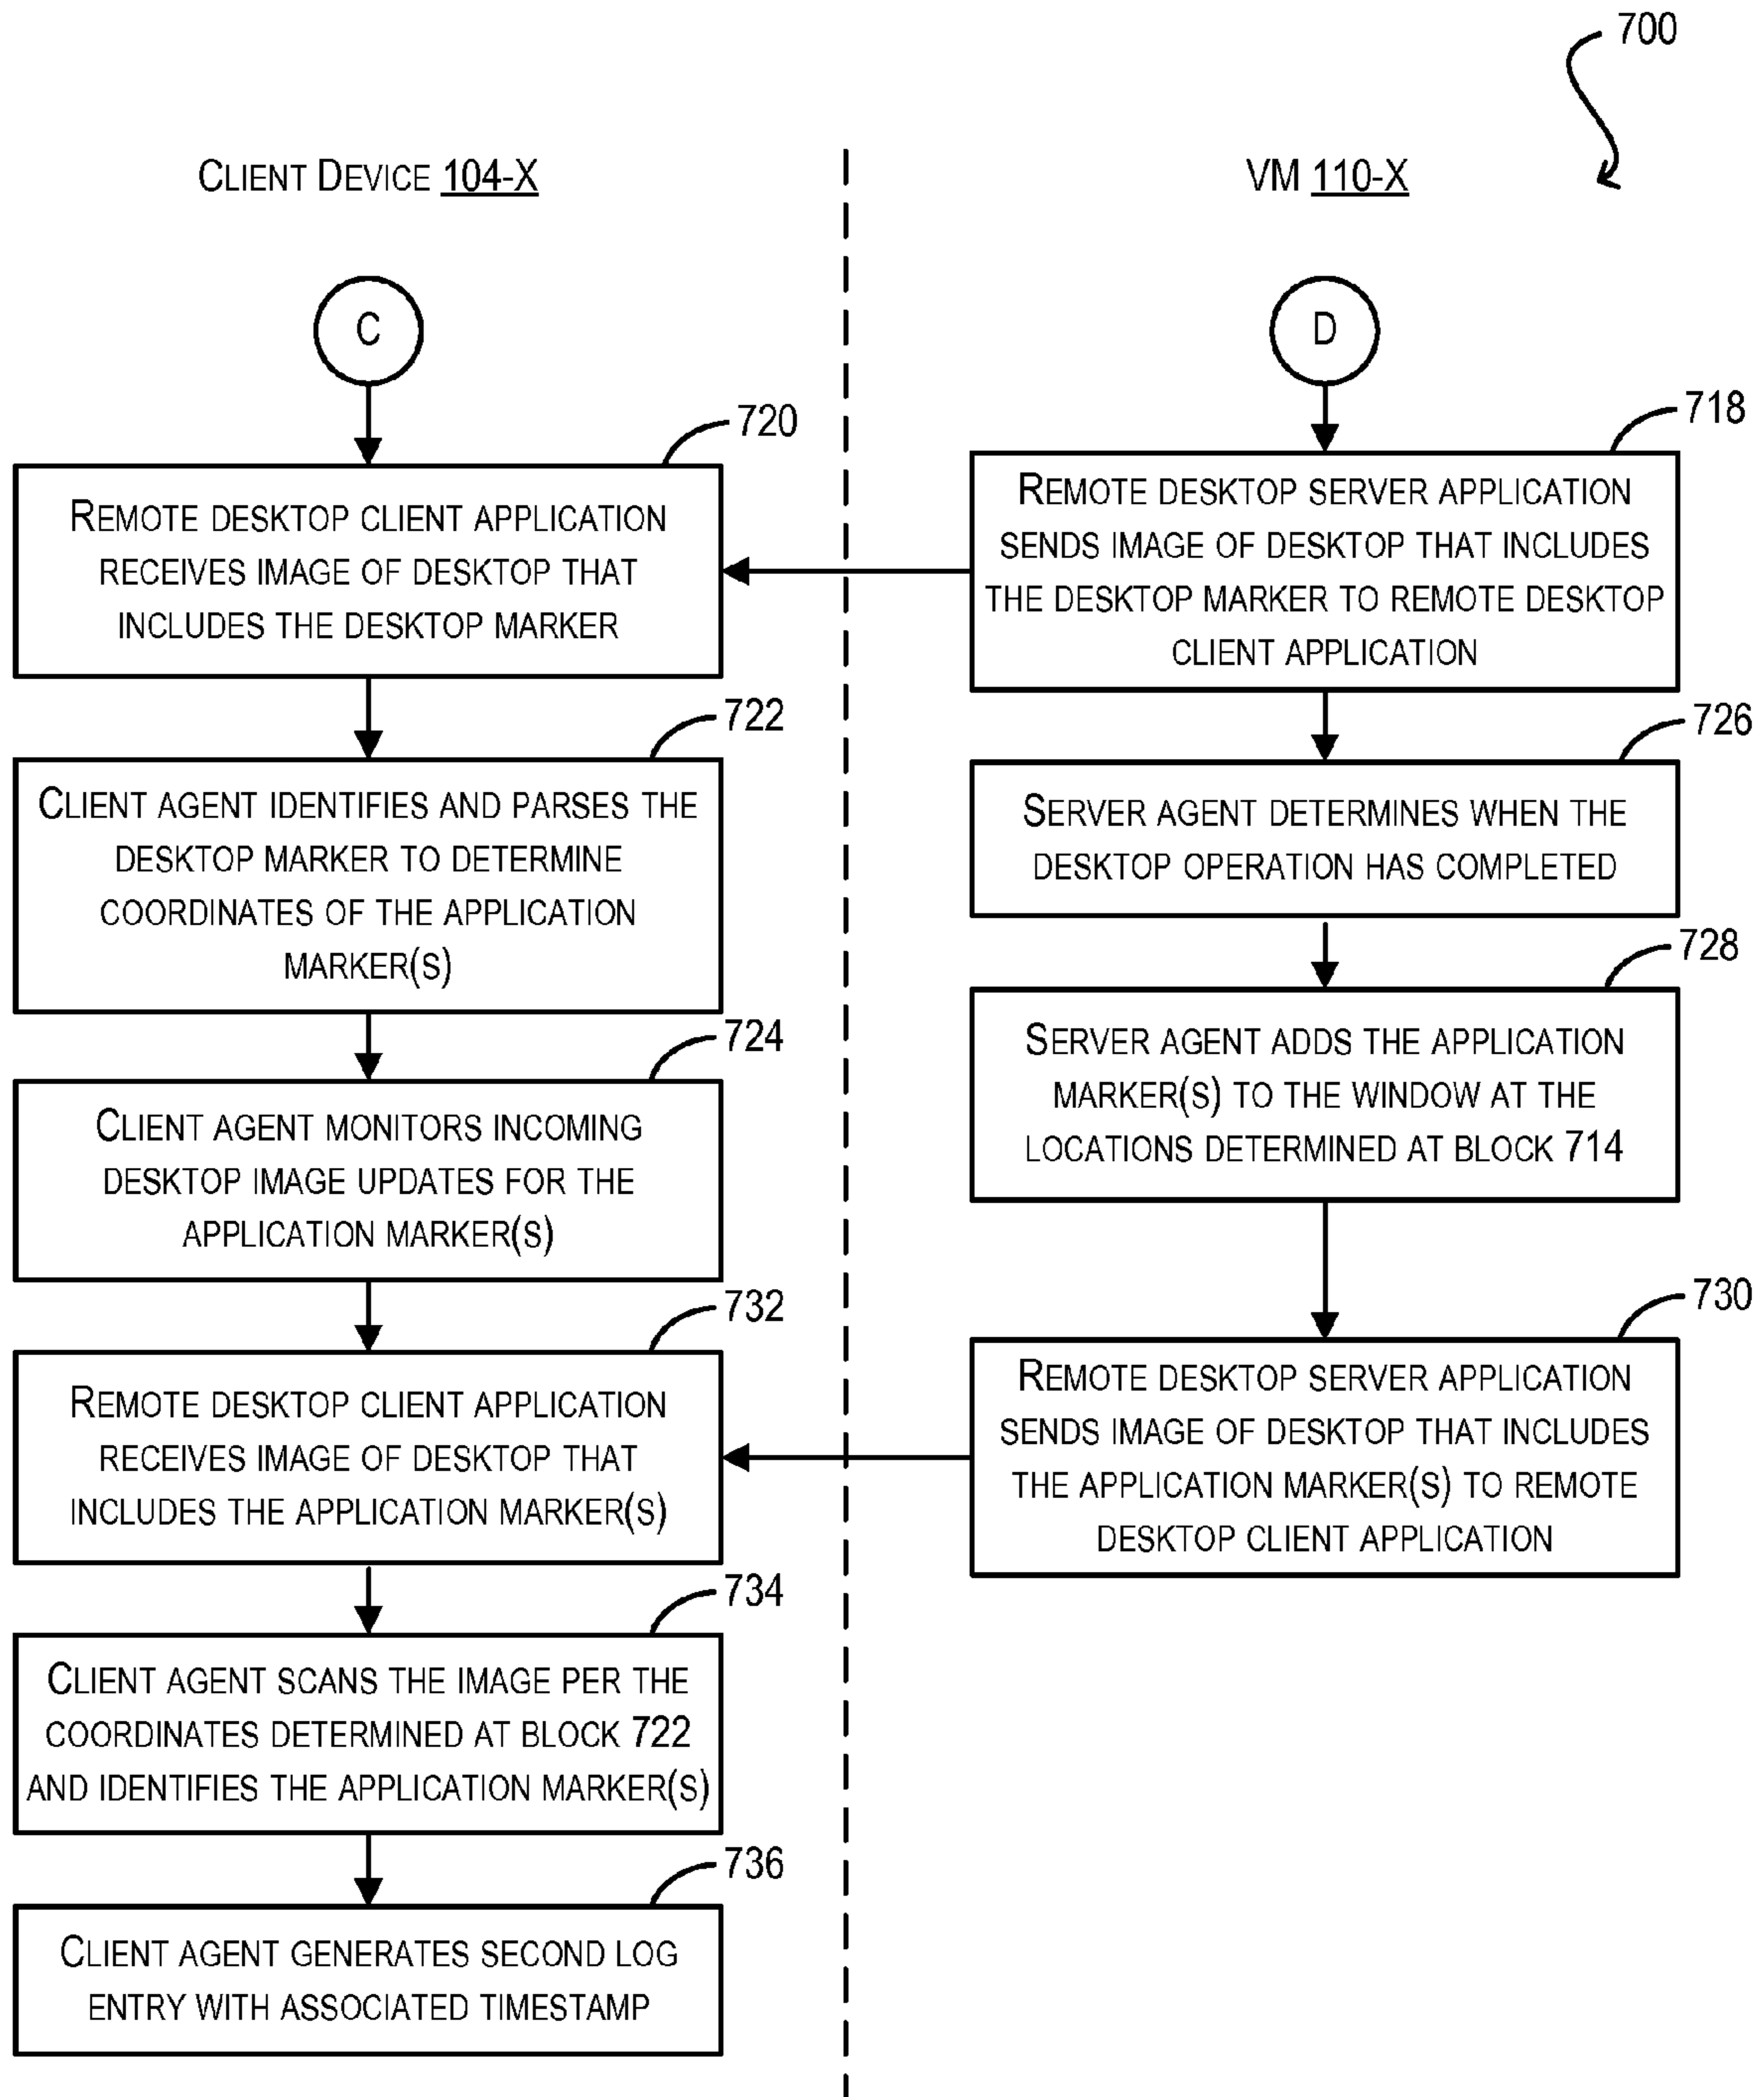 700
Client Device 104-X
VM 110-X
C
D
720
Remote desktop client application
receives image of desktop that
includes the desktop marker
718
Remote desktop server application
sends image of desktop that includes
the desktop marker to remote desktop
client application
722
Client agent identifies and parses the
desktop marker to determine
coordinates of the application
marker(s)
726
Server agent determines when the
desktop operation has completed
724
Client agent monitors incoming
desktop image updates for the
application marker(s)
728
Server agent adds the application
marker(s) to the window at the
locations determined at block 714
732
Remote desktop client application
receives image of desktop that
includes the application marker(s)
730
Remote desktop server application
sends image of desktop that includes
the application marker(s) to remote
desktop client application
734
Client agent scans the image per the
coordinates determined at block 722
and identifies the application marker(s)
736
Client agent generates second log
entry with associated timestamp